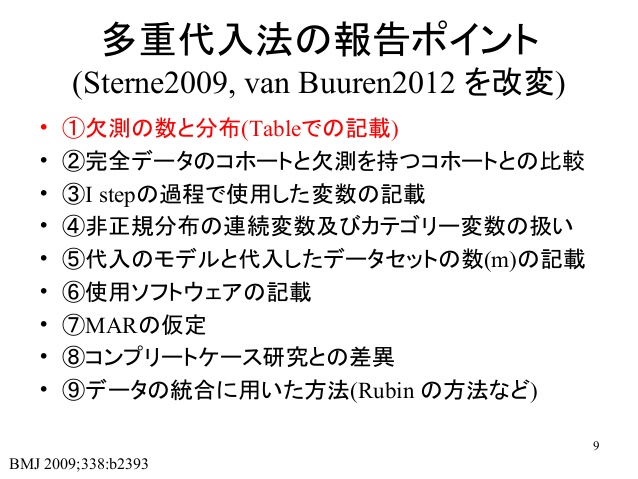 多重代入法の報告ポイント
(Sterne2009, van Buuren2012 を改変)
• ①欠測の数と分布(Tableでの記載)
• ②完全データのコホートと欠測を持つコホートとの比較
• ③I stepの過程で使用した変数の記載
• ④非正規分布の連続変数及びカテゴリー変数の扱い
• ⑤代入のモデルと代入したデータセットの数(m)の記載
• ⑥使用ソフトウェアの記載
• ⑦MARの仮定
• ⑧コンプリートケース研究との差異
• ⑨データの統合に用いた方法(Rubin の方法など)
9
BMJ 2009;338:b2393